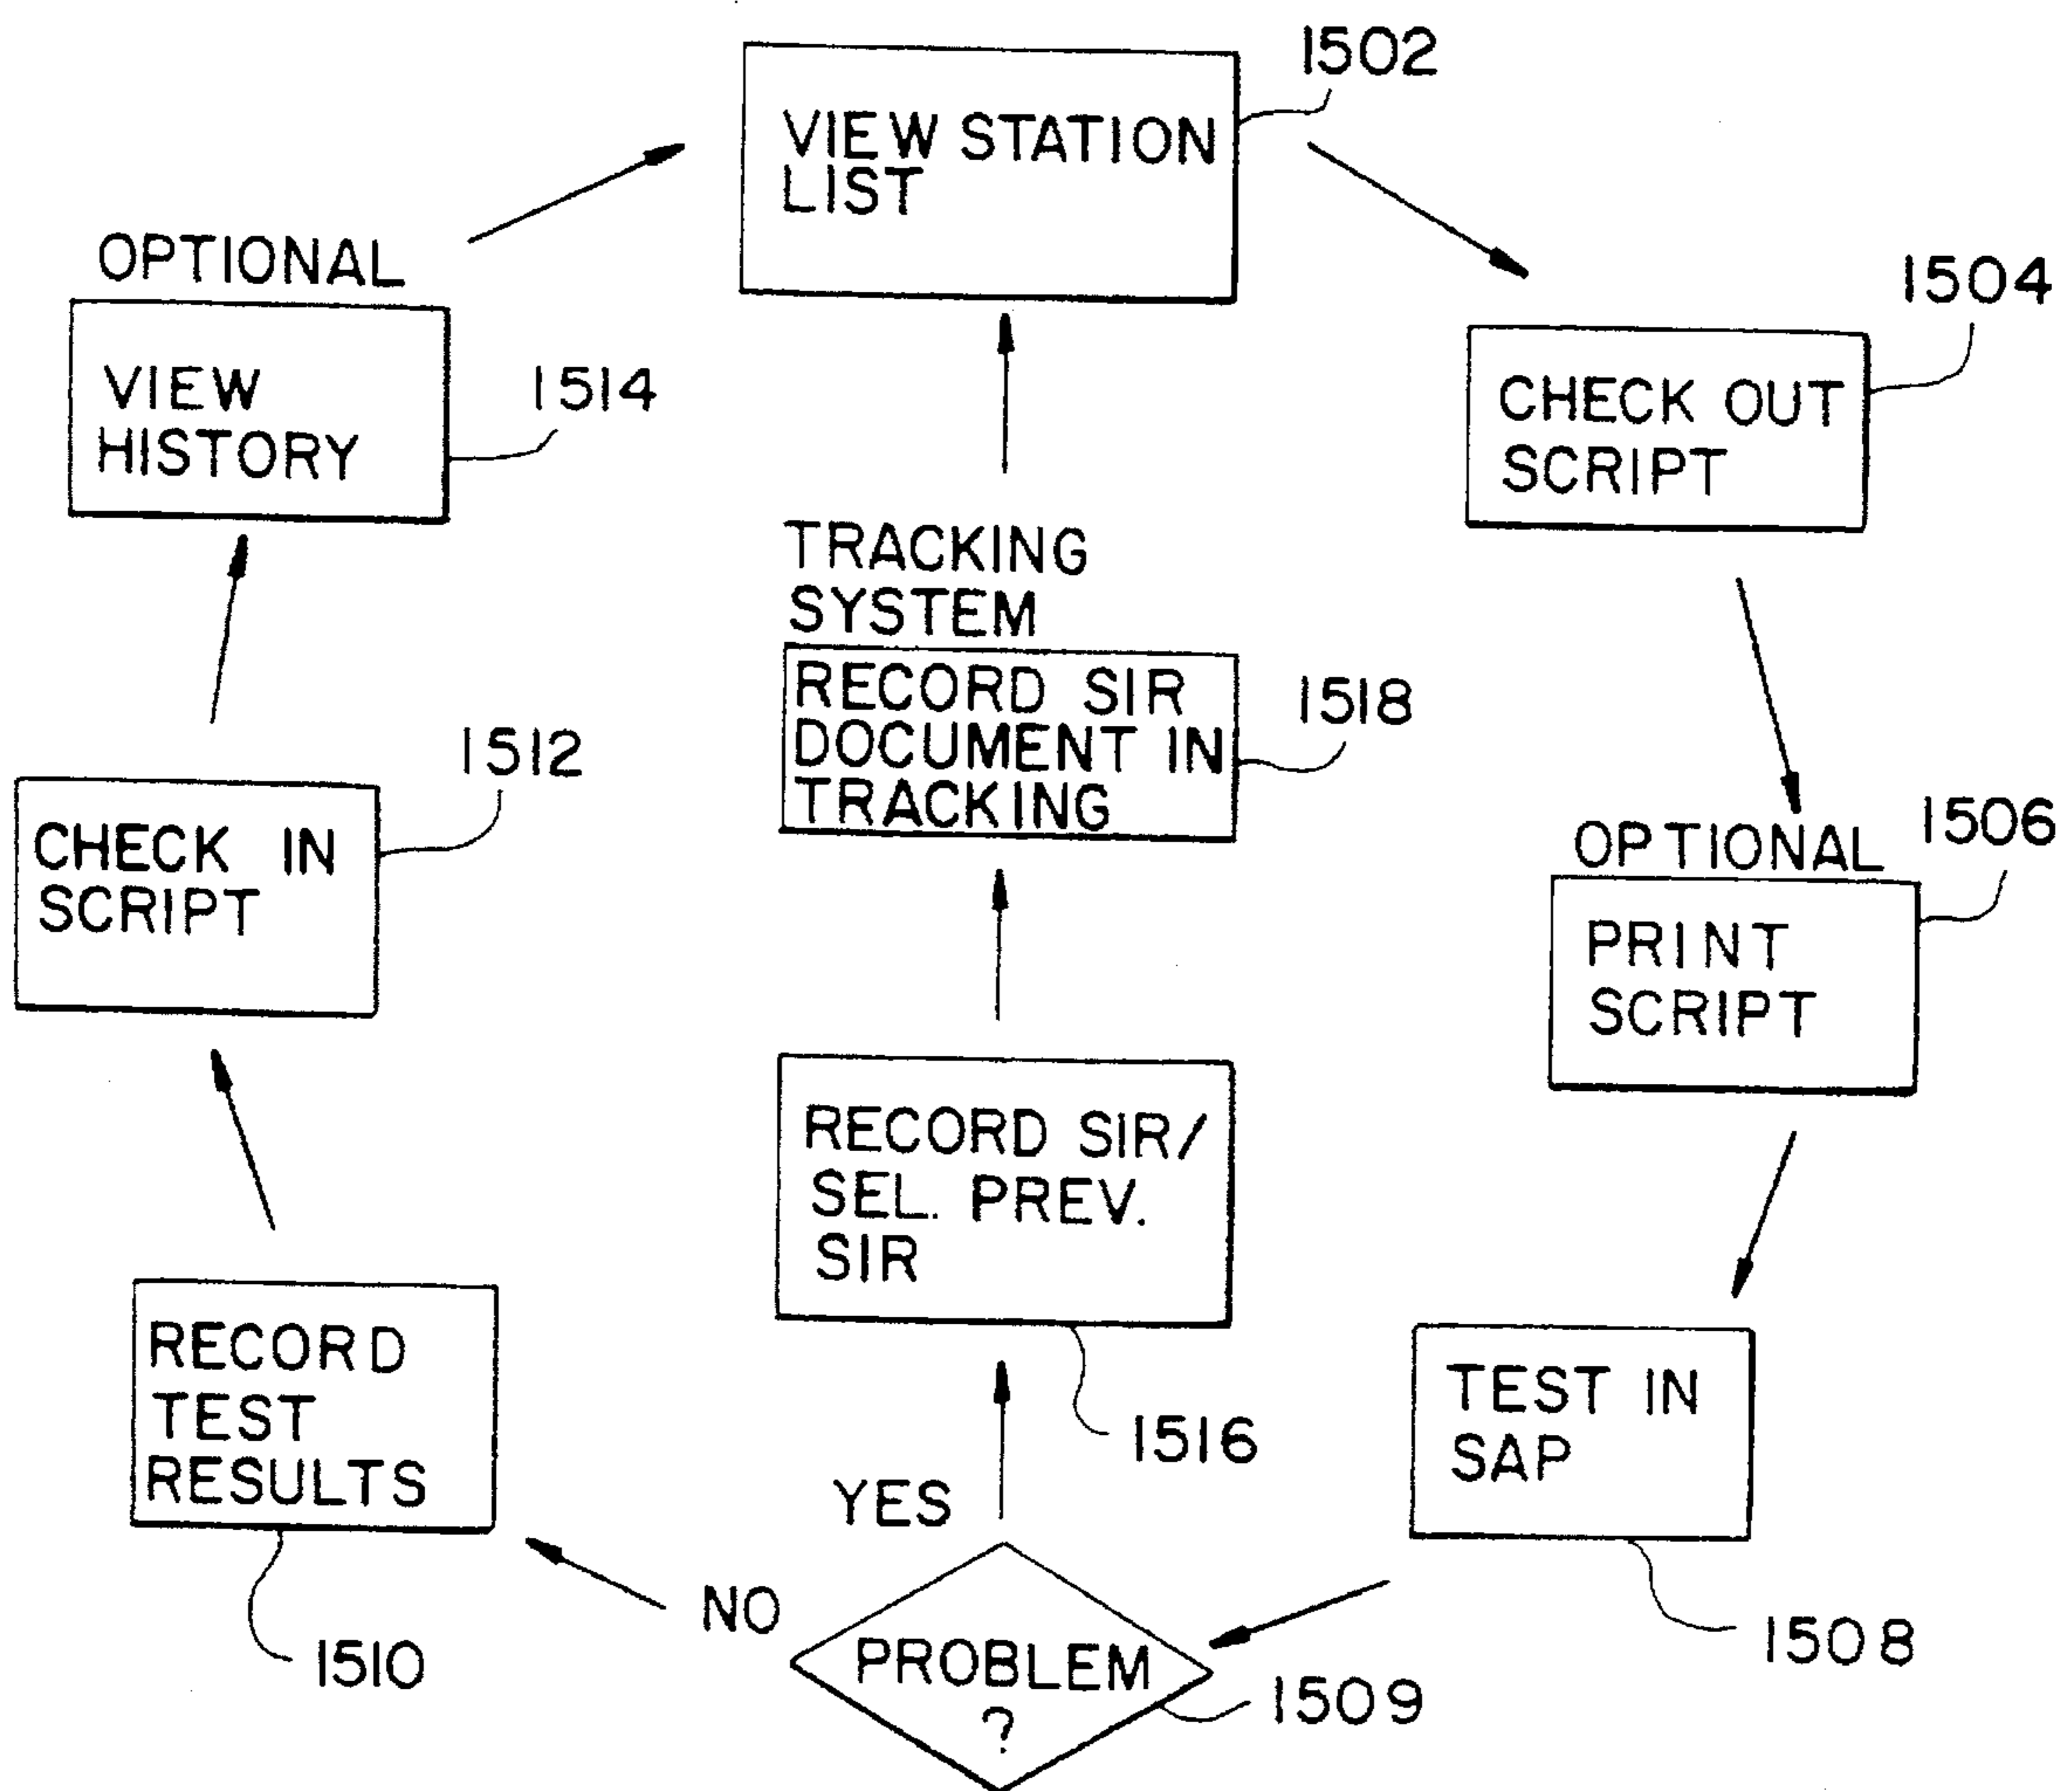 1502
VIEW STATION
LIST
1504
CHECK OUT
SCRIPT
OPTIONAL
1506
PRINT
SCRIPT
TEST IN
SAP
1508
PROBLEM
?
1509
NO
YES
RECORD
TEST
RESULTS
1510
CHECK IN
SCRIPT
1512
OPTIONAL
VIEW
HISTORY
1514
RECORD SIR/
SEL. PREV.
SIR
1516
TRACKING
SYSTEM
RECORD SIR
DOCUMENT IN
TRACKING
1518